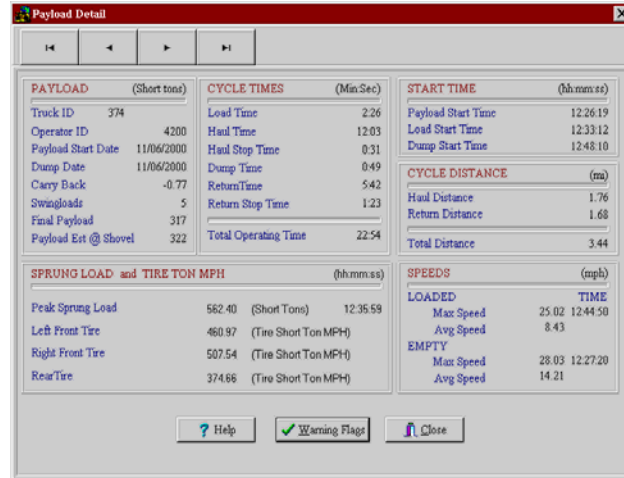 Payload Detail
PAYLOAD (Short tons)
Truck ID 374
Operator ID 4200
Payload Start Date 11/06/2000
Dump Date 11/06/2000
Carry Back -0.77
Swingloads 5
Final Payload 317
Payload Est @ Shovel 322
CYCLE TIMES (Min:Sec)
Load Time 2:26
Haul Time 12:03
Haul Stop Time 0:31
Dump Time 0:49
ReturnTime 5:42
Return Stop Time 1:23
Total Operating Time 22:54
START TIME (hh:mm:ss)
Payload Start Time 12:26:19
Load Start Time 12:33:12
Dump Start Time 12:48:10
CYCLE DISTANCE (mi)
Haul Distance 1.76
Return Distance 1.68
Total Distance 3.44
SPRUNG LOAD and TIRE TON MPH (hh:mm:ss)
Peak Sprung Load 562.40 (Short Tons) 12:35:59
Left Front Tire 460.97 (Tire Short Ton MPH)
Right Front Tire 507.54 (Tire Short Ton MPH)
RearTire 374.66 (Tire Short Ton MPH)
SPEEDS (mph)
LOADED TIME
Max Speed 25.02 12:44:50
Avg Speed 8.43
EMPTY
Max Speed 28.03 12:27:20
Avg Speed 14.21
? Help
Warning Flags
Close